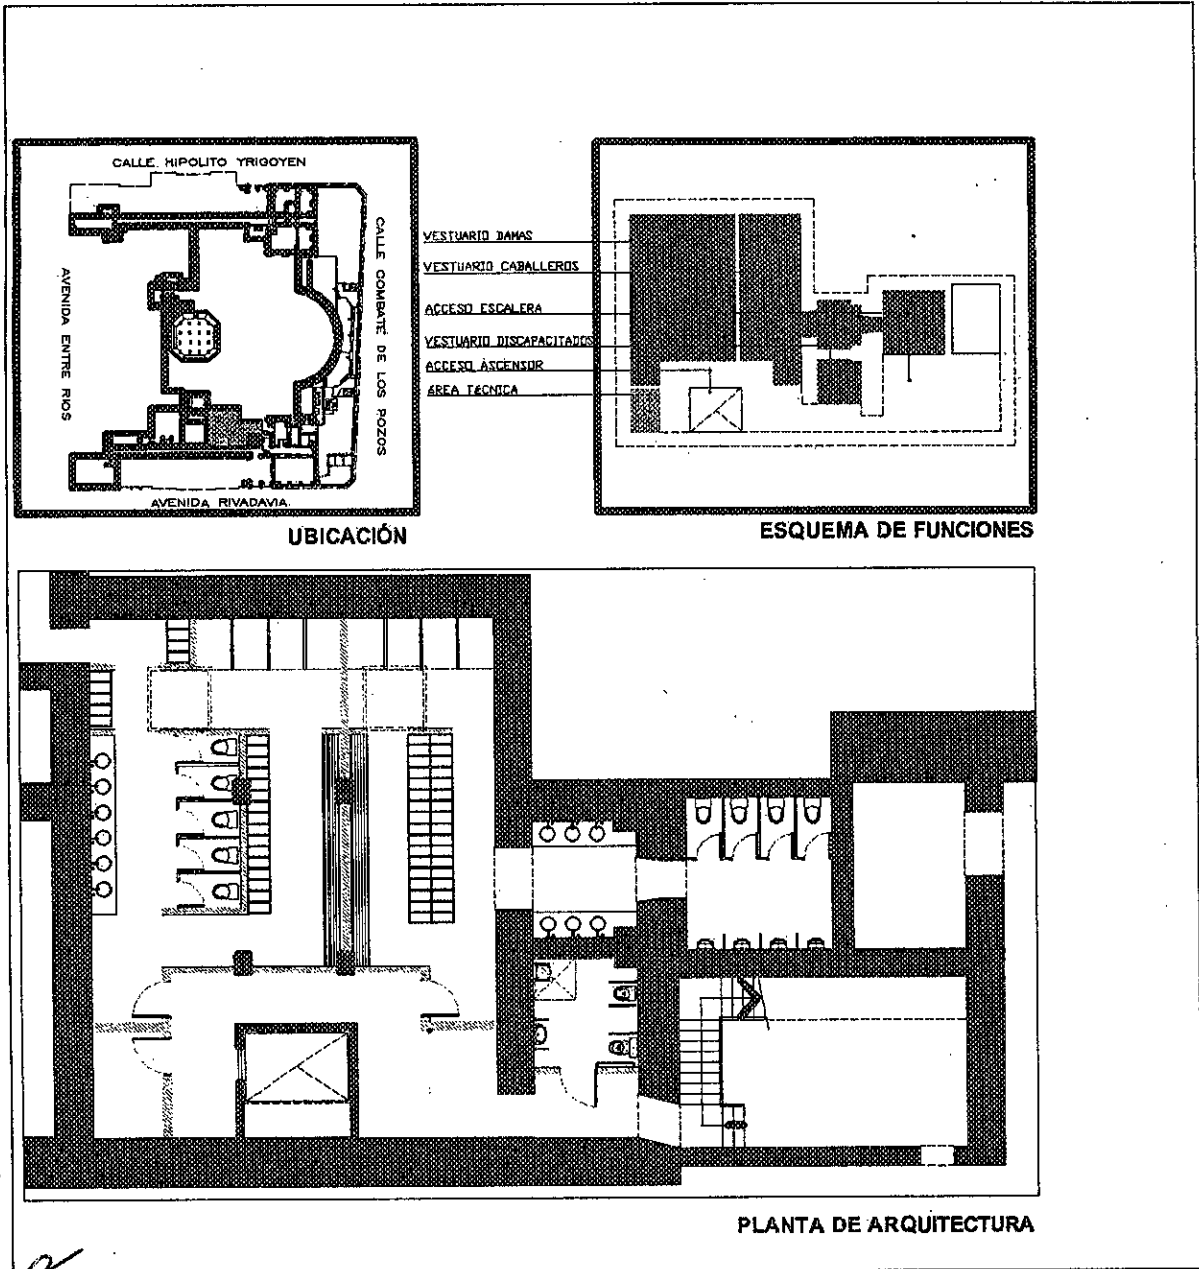 CALLE. HIPOLITO YRIGOYEN
AVENIDA ENTRE RIOS
CALLE COMBATE DE LOS POZOS
AVENIDA RIVADAVIA.
UBICACIÓN
VESTUARIO DAMAS
VESTUARIO CABALLEROS
ACCESO ESCALERA
VESTUARIO DISCAPACITADOS
ACCESO ASCENSOR
AREA TÉCNICA
ESQUEMA DE FUNCIONES
PLANTA DE ARQUITECTURA